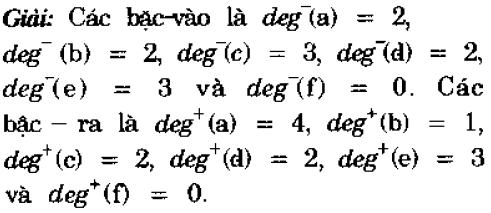 Giải: Các bậc-vào là deg⁻(a) = 2,
deg⁻ (b) = 2, deg⁻(c) = 3, deg⁻(d) = 2,
deg⁻(e) = 3 và deg⁻(f) = 0. Các
bậc – ra là deg⁺(a) = 4, deg⁺(b) = 1,
deg⁺(c) = 2, deg⁺(d) = 2, deg⁺(e) = 3
và deg⁺(f) = 0.